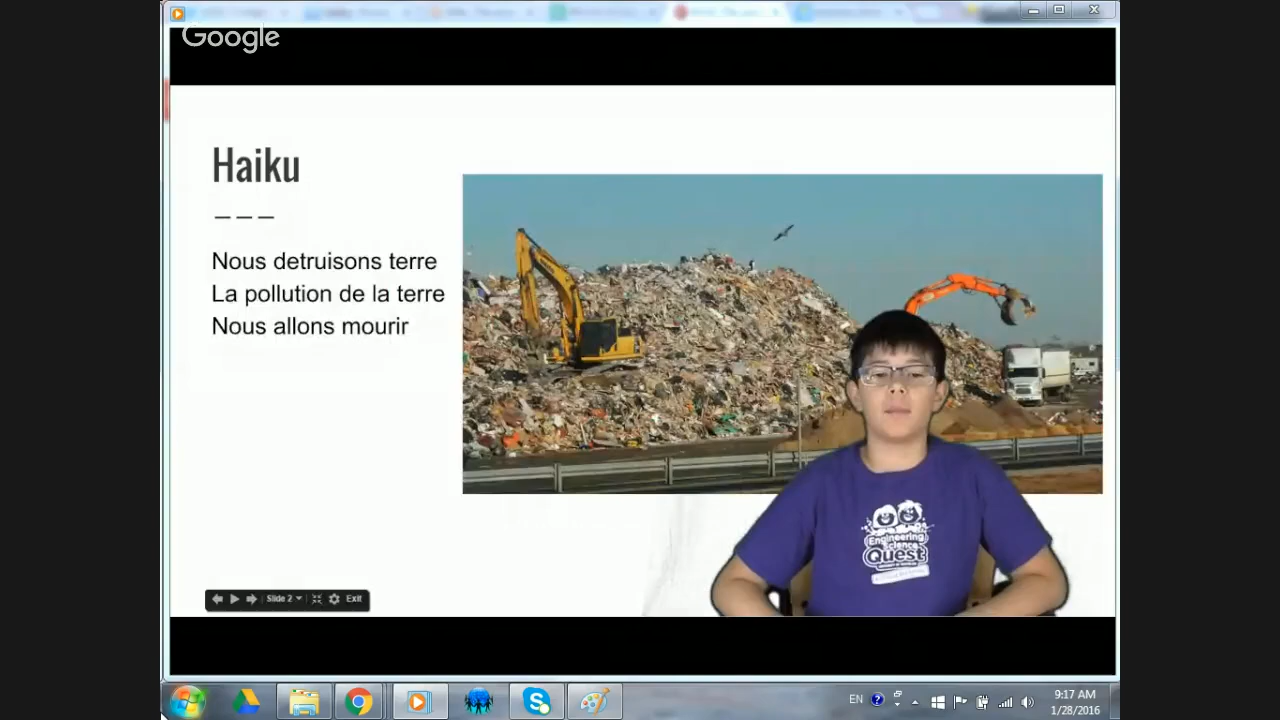 Google
Haiku
Nous detruisons terre
La pollution de la terre
Nous allons mourir
Engineering
Science
Quest
Slide 2
Exit
EN
9:17 AM
1/28/2016